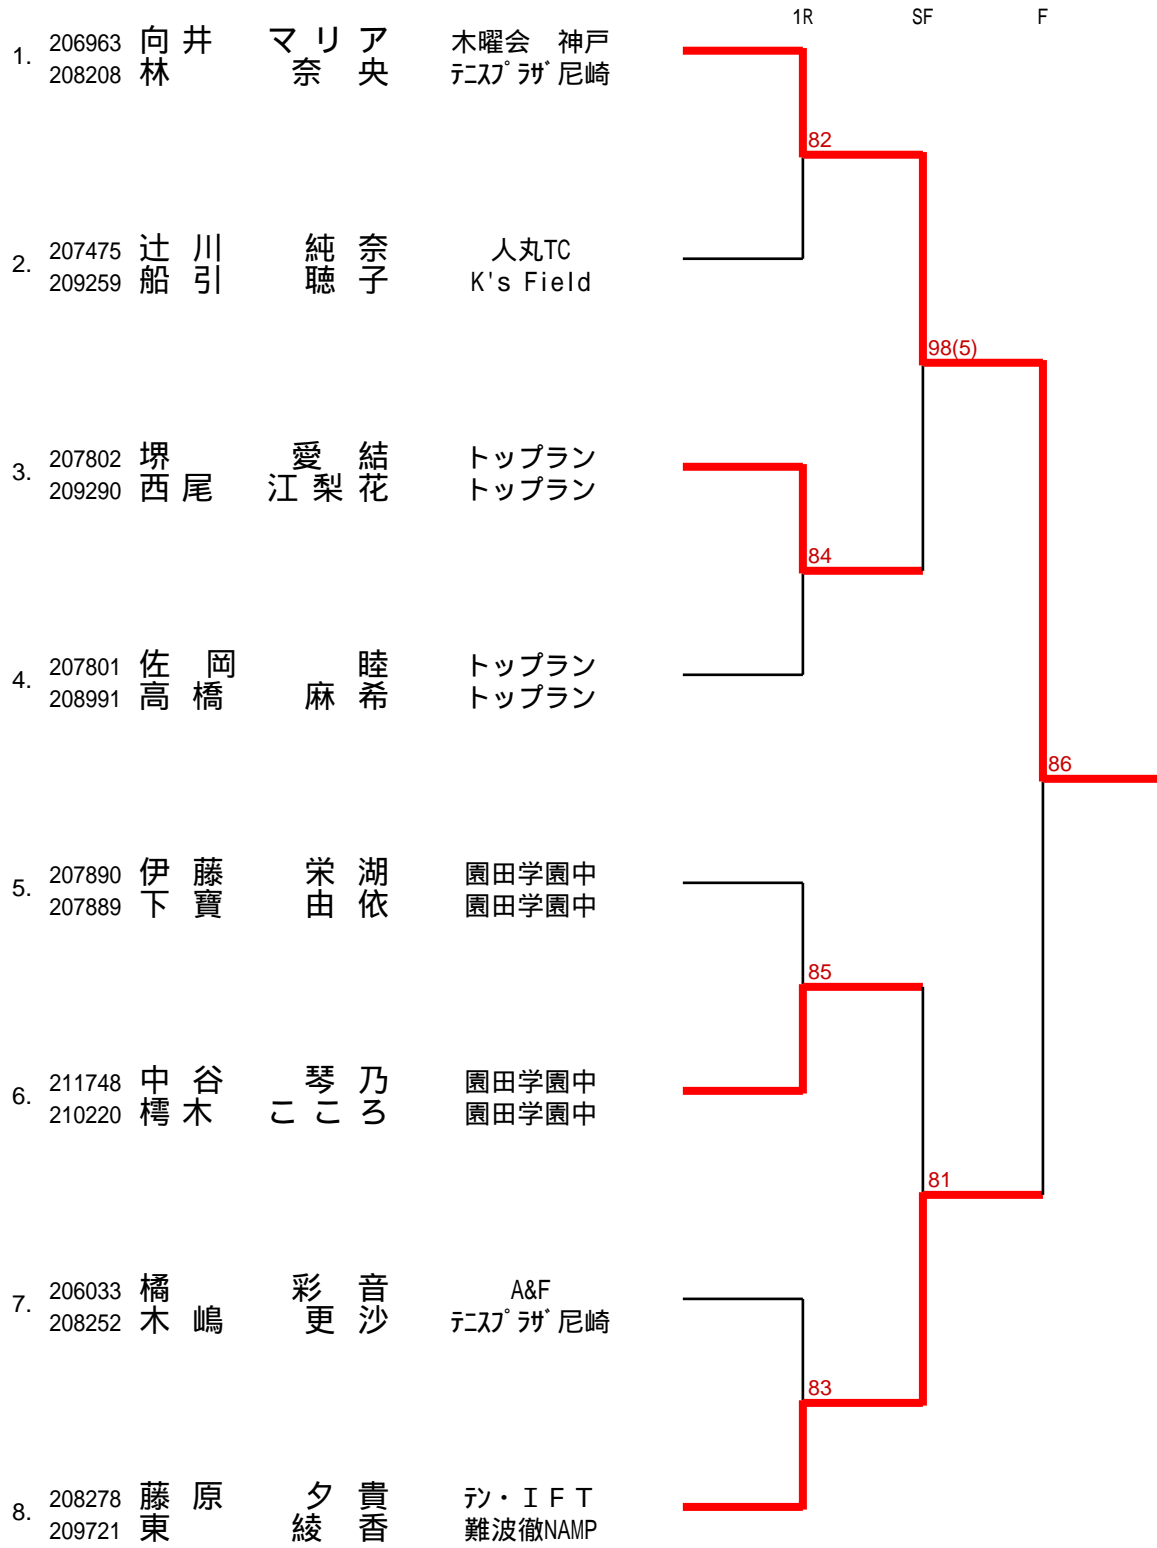 1R SF F
1. 206963 向井 マリア 木曜会 神戸
208208 林 奈央 ﾃﾆｽﾌﾟﾗｻﾞ尼崎
82
2. 207475 辻川 純奈 人丸TC
209259 船引 聴子 K's Field
98(5)
3. 207802 堺 愛結 トップラン
209290 西尾 江梨花 トップラン
84
4. 207801 佐岡 睦 トップラン
208991 高橋 麻希 トップラン
86
5. 207890 伊藤 栄湖 園田学園中
207889 下寶 由依 園田学園中
85
6. 211748 中谷 琴乃 園田学園中
210220 樗木 こころ 園田学園中
81
7. 206033 橘 彩音 A&F
208252 木嶋 更沙 ﾃﾆｽﾌﾟﾗｻﾞ尼崎
83
8. 208278 藤原 夕貴 ﾃﾝ・ＩＦＴ
209721 東 綾香 難波徹NAMP